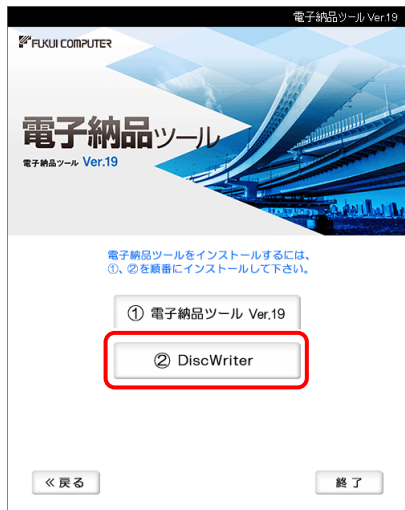 電子納品ツール Ver.19
FUKUI COMPUTER
電子納品ツール
電子納品ツール Ver.19
電子納品ツールをインストールするには、
①、②を順番にインストールして下さい。
① 電子納品ツール Ver.19
② DiscWriter
≪戻る
終了